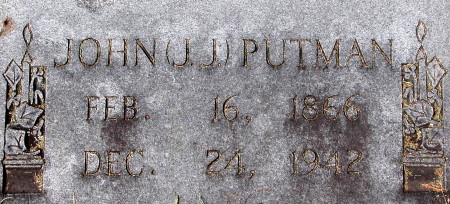 JOHN (J.J.) PUTMAN
FEB. 16, 1866
DEC. 24, 1942